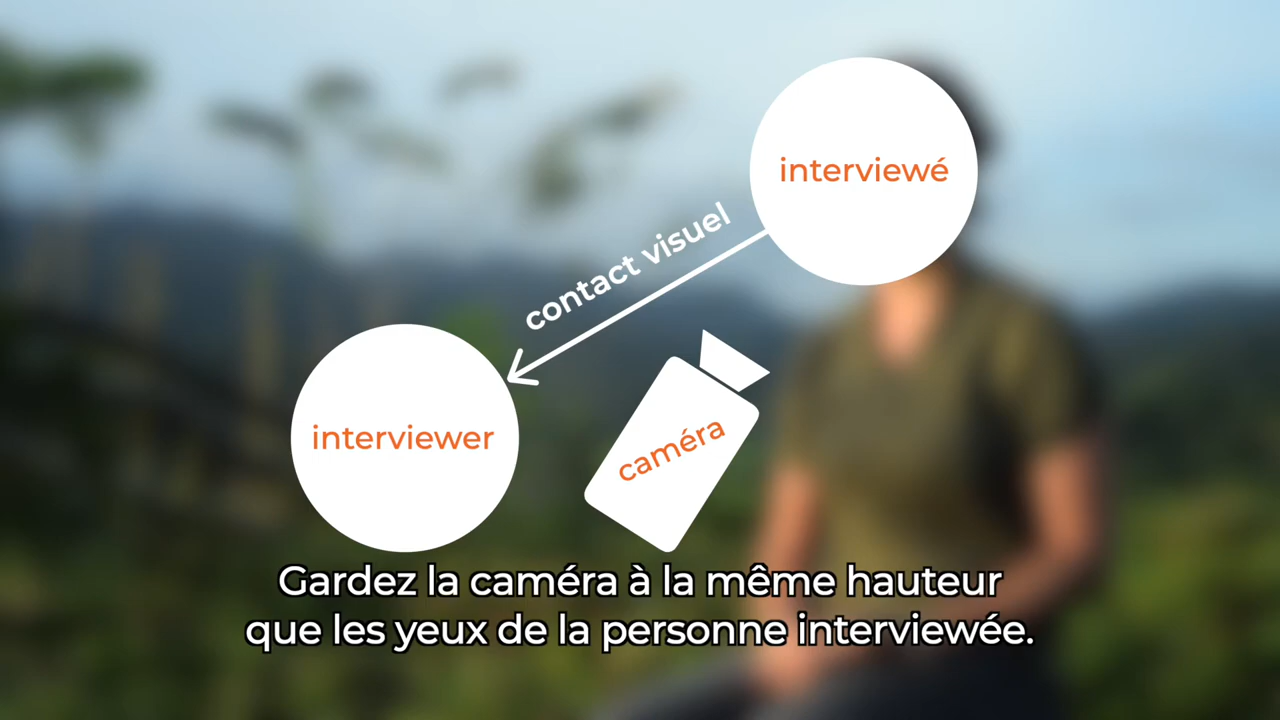 interviewé
contact visuel
interviewer
caméra
Gardez la caméra à la même hauteur
que les yeux de la personne interviewée.